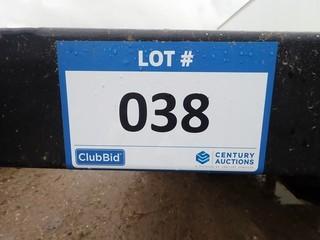 LOT #
038
ClubBid
CENTURY
AUCTIONS